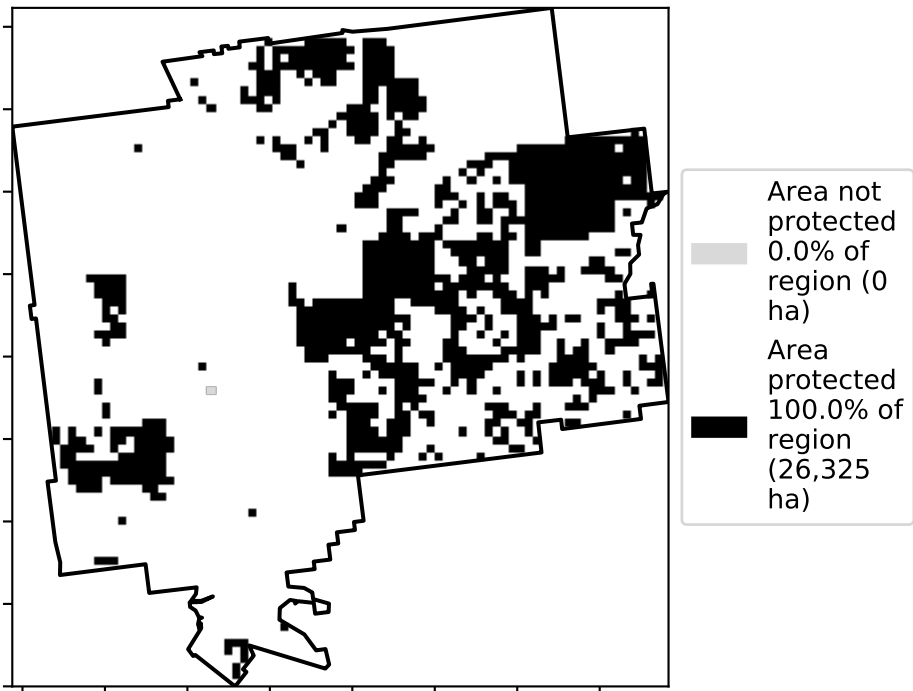 Area not
protected
0.0% of
region (0
ha)
Area
protected
100.0% of
region
(26,325
ha)